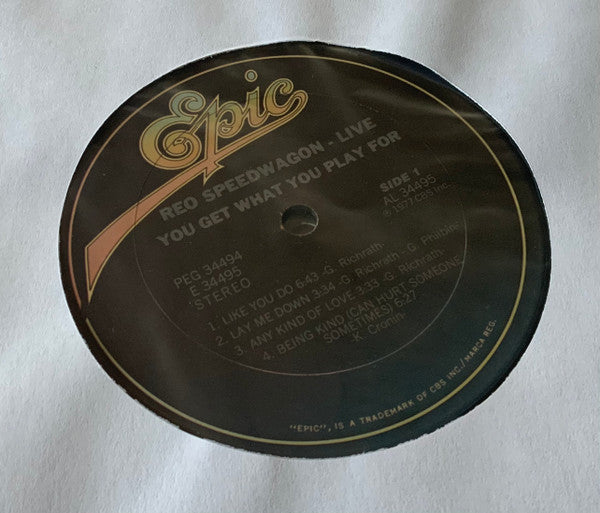 Epic
REO SPEEDWAGON - LIVE
YOU GET WHAT YOU PLAY FOR
PEG 34494
E 34495
STEREO
SIDE 1
AL 34495
℗ 1977 CBS Inc.
1. LIKE YOU DO 6:43 -G. Richrath-
2. LAY ME DOWN 3:34 -G. Richrath - G. Philbin-
3. ANY KIND OF LOVE 3:33 -G. Richrath-
4. BEING KIND (CAN HURT SOMEONE
SOMETIMES) 6:27
-K. Cronin-
"EPIC", IS A TRADEMARK OF CBS INC./MARCA REG.